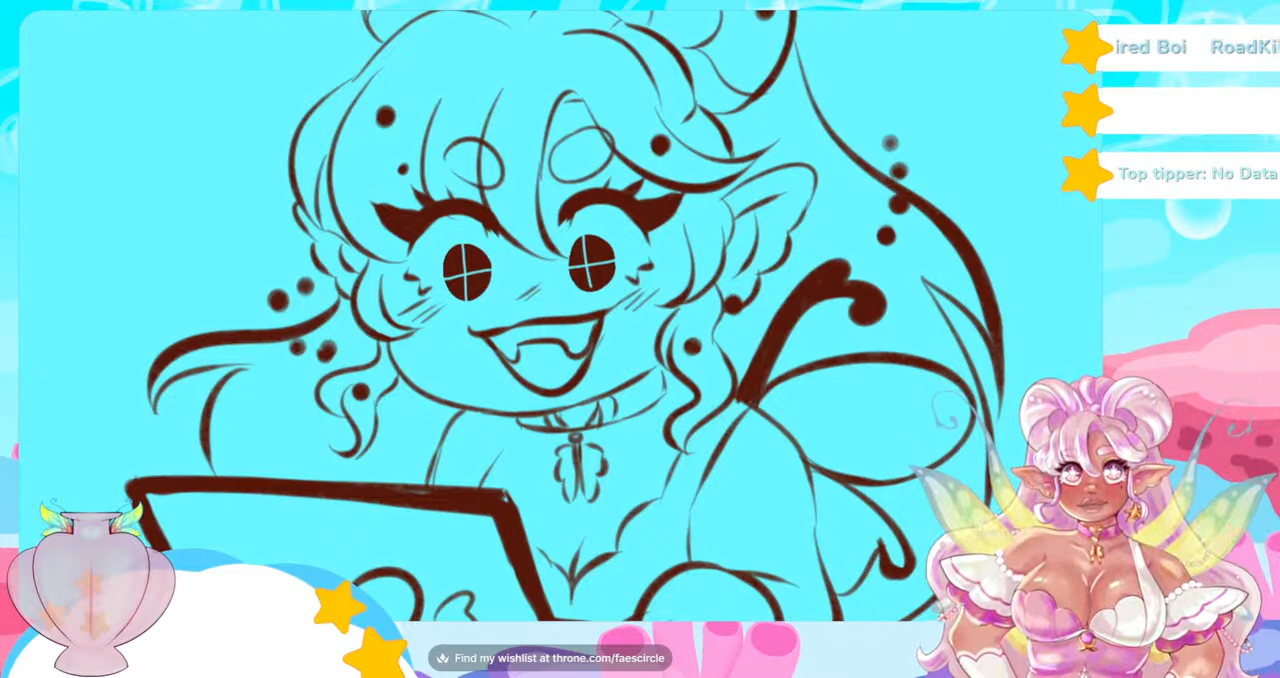 ired Boi RoadKi
Top tipper: No Data
Find my wishlist at throne.com/faescircle